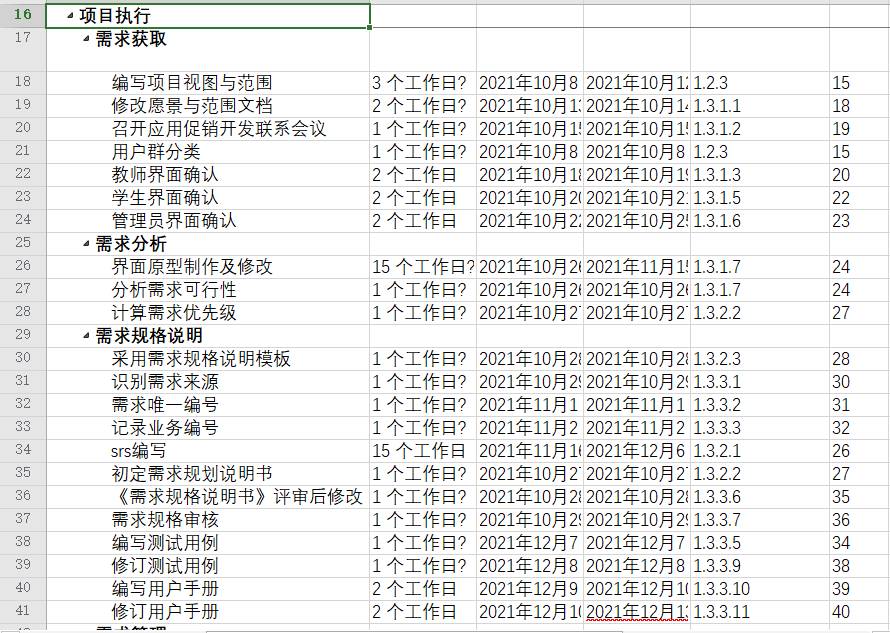 16 项目执行
17 需求获取
18 编写项目视图与范围 3 个工作日? 2021年10月8 2021年10月12 1.2.3 15
19 修改愿景与范围文档 2 个工作日? 2021年10月13 2021年10月14 1.3.1.1 18
20 召开应用促销开发联系会议 1 个工作日? 2021年10月15 2021年10月15 1.3.1.2 19
21 用户群分类 1 个工作日? 2021年10月8 2021年10月8 1.2.3 15
22 教师界面确认 2 个工作日 2021年10月18 2021年10月19 1.3.1.3 20
23 学生界面确认 2 个工作日 2021年10月20 2021年10月21 1.3.1.5 22
24 管理员界面确认 2 个工作日 2021年10月22 2021年10月25 1.3.1.6 23
25 需求分析
26 界面原型制作及修改 15 个工作日? 2021年10月26 2021年11月15 1.3.1.7 24
27 分析需求可行性 1 个工作日? 2021年10月26 2021年10月26 1.3.1.7 24
28 计算需求优先级 1 个工作日? 2021年10月27 2021年10月27 1.3.2.2 27
29 需求规格说明
30 采用需求规格说明模板 1 个工作日? 2021年10月28 2021年10月28 1.3.2.3 28
31 识别需求来源 1 个工作日? 2021年10月29 2021年10月29 1.3.3.1 30
32 需求唯一编号 1 个工作日? 2021年11月1 2021年11月1 1.3.3.2 31
33 记录业务编号 1 个工作日? 2021年11月2 2021年11月2 1.3.3.3 32
34 srs编写 15 个工作日 2021年11月16 2021年12月6 1.3.2.1 26
35 初定需求规划说明书 1 个工作日? 2021年10月27 2021年10月27 1.3.2.2 27
36 《需求规格说明书》评审后修改 1 个工作日? 2021年10月28 2021年10月28 1.3.3.6 35
37 需求规格审核 1 个工作日? 2021年10月29 2021年10月29 1.3.3.7 36
38 编写测试用例 1 个工作日? 2021年12月7 2021年12月7 1.3.3.5 34
39 修订测试用例 1 个工作日? 2021年12月8 2021年12月8 1.3.3.9 38
40 编写用户手册 2 个工作日 2021年12月9 2021年12月10 1.3.3.10 39
41 修订用户手册 2 个工作日 2021年12月10 2021年12月13 1.3.3.11 40